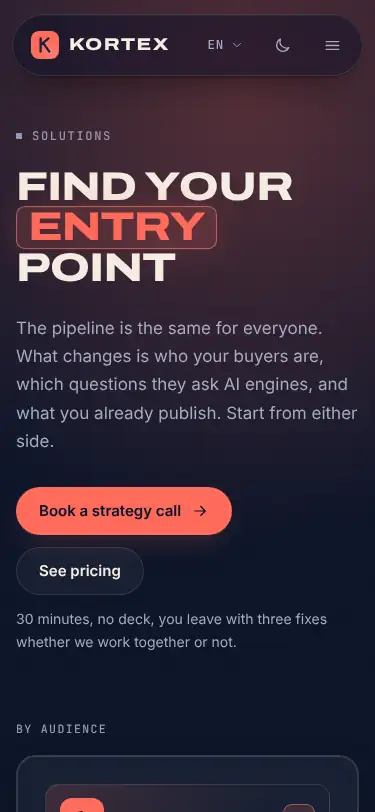 K KORTEX EN
SOLUTIONS
FIND YOUR
ENTRY
POINT
The pipeline is the same for everyone.
What changes is who your buyers are,
which questions they ask AI engines, and
what you already publish. Start from either
side.
Book a strategy call →
See pricing
30 minutes, no deck, you leave with three fixes
whether we work together or not.
BY AUDIENCE